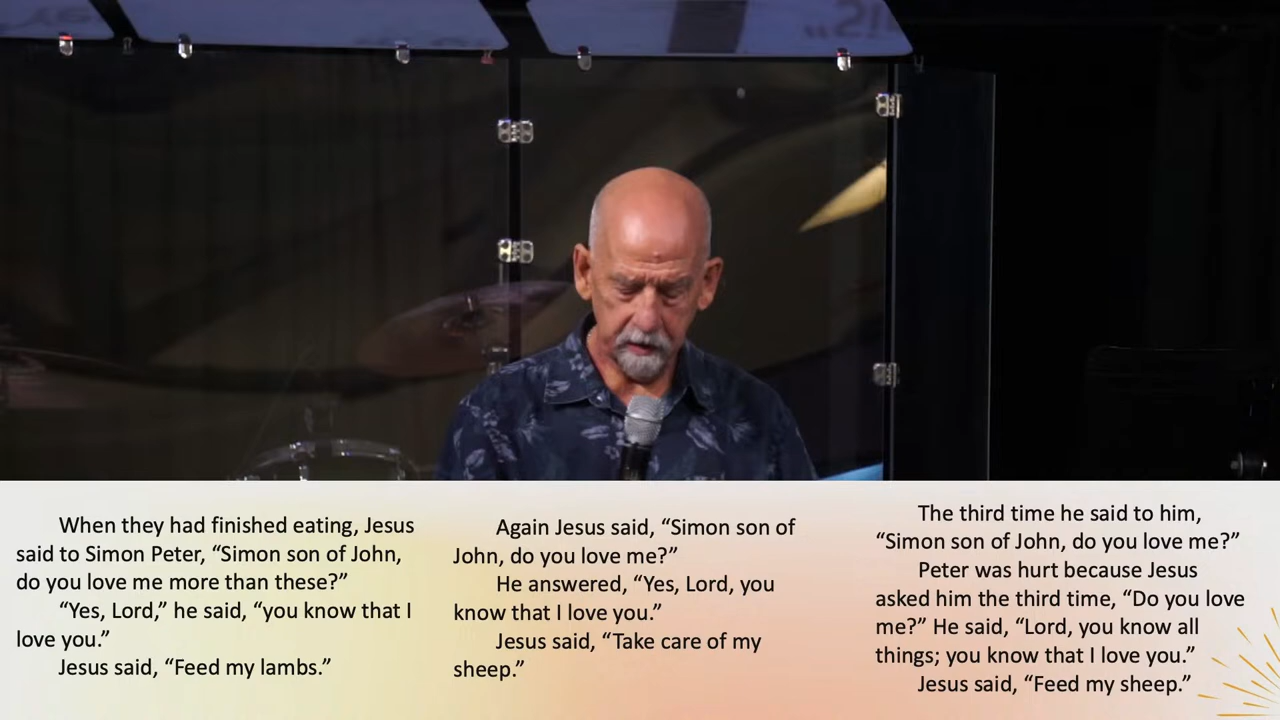 "Si
When they had finished eating, Jesus
said to Simon Peter, “Simon son of John,
do you love me more than these?”
“Yes, Lord,” he said, “you know that I
love you.”
Jesus said, “Feed my lambs.”
Again Jesus said, “Simon son of
John, do you love me?”
He answered, “Yes, Lord, you
know that I love you.”
Jesus said, “Take care of my
sheep.”
The third time he said to him,
“Simon son of John, do you love me?”
Peter was hurt because Jesus
asked him the third time, “Do you love
me?” He said, “Lord, you know all
things; you know that I love you.”
Jesus said, “Feed my sheep.”